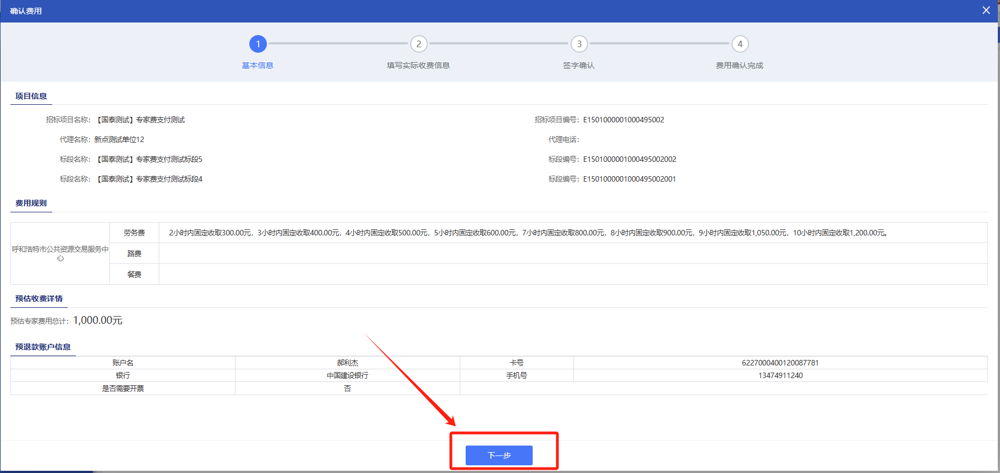 确认费用
1
2
3
4
基本信息
填写实际收费信息
签字确认
费用确认完成
项目信息
招标项目名称：【国泰测试】专家费支付测试
招标项目编号：E1501000001000495002
代理名称：新点测试单位12
代理电话：
标段名称：【国泰测试】专家费支付测试标段5
标段编号：E1501000001000495002002
标段名称：【国泰测试】专家费支付测试标段4
标段编号：E1501000001000495002001
费用规则
呼和浩特市公共资源交易服务中
心
劳务费
2小时内固定收取300.00元，3小时内固定收取400.00元，4小时内固定收取500.00元，5小时内固定收取600.00元，7小时内固定收取800.00元，8小时内固定收取900.00元，9小时内固定收取1,050.00元，10小时内固定收取1,200.00元。
路费
餐费
预估收费详情
预估专家费用总计：1,000.00元
预退款账户信息
账户名 郝利杰 卡号 6227000400120087781
银行 中国建设银行 手机号 13474911240
是否需要开票 否
下一步